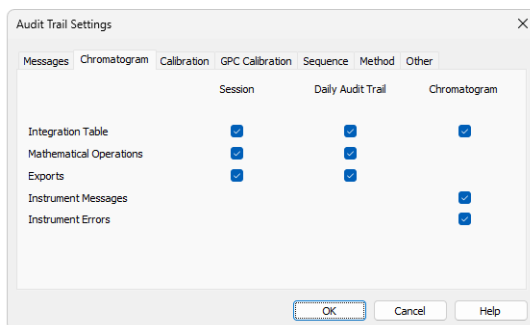 Audit Trail Settings
Messages Chromatogram Calibration GPC Calibration Sequence Method Other
Session Daily Audit Trail Chromatogram
Integration Table
Mathematical Operations
Exports
Instrument Messages
Instrument Errors
OK Cancel Help